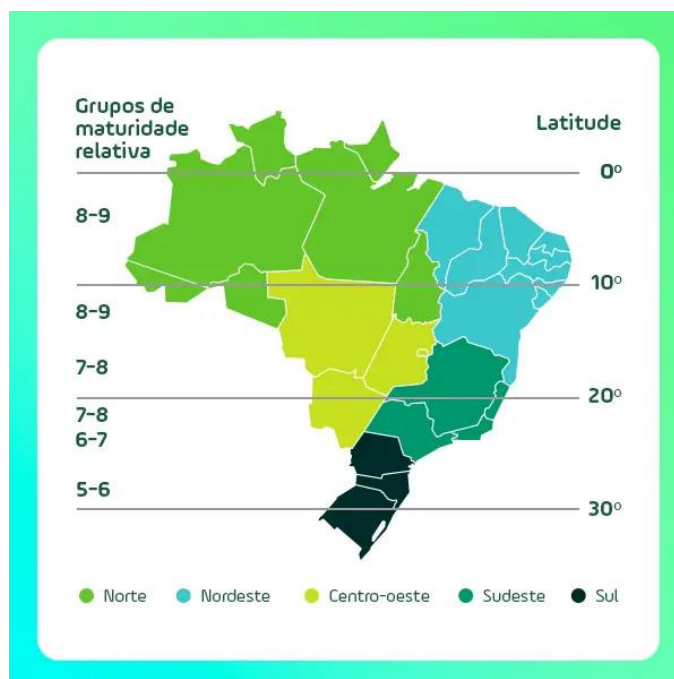 Grupos de
maturidade
relativa
Latitude
0º
8-9
10º
8-9
7-8
20º
7-8
6-7
5-6
30º
Norte
Nordeste
Centro-oeste
Sudeste
Sul